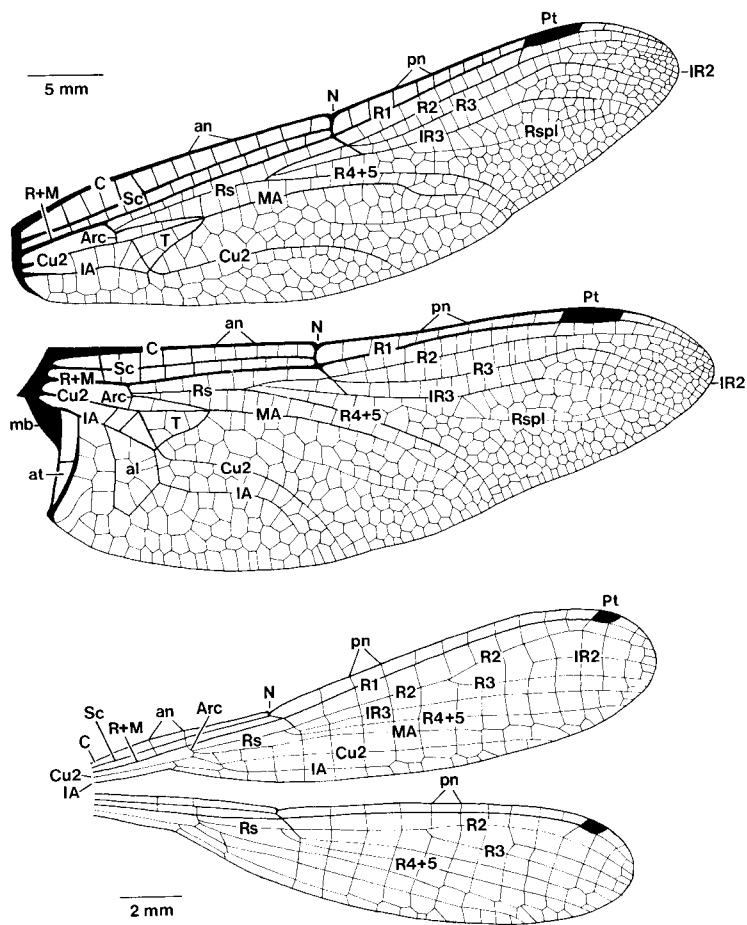 Pt
pn
5 mm
N
IR2
an
R1
R2
R3
IR3
Rspl
C
R+M
Sc
Rs
R4+5
MA
Arc
T
Cu2
IA
Cu2
Pt
an
N
pn
C
R1
R2
Sc
R3
IR2
R+M
Rs
IR3
Cu2
Arc
R4+5
Rspl
IA
T
MA
mb
al
Cu2
at
IA
Pt
pn
R2
IR2
R1
N
R2
R3
Arc
an
R+M
Sc
IR3
R4+5
C
Rs
MA
Cu2
Cu2
IA
IA
pn
Rs
R2
R3
R4+5
2 mm